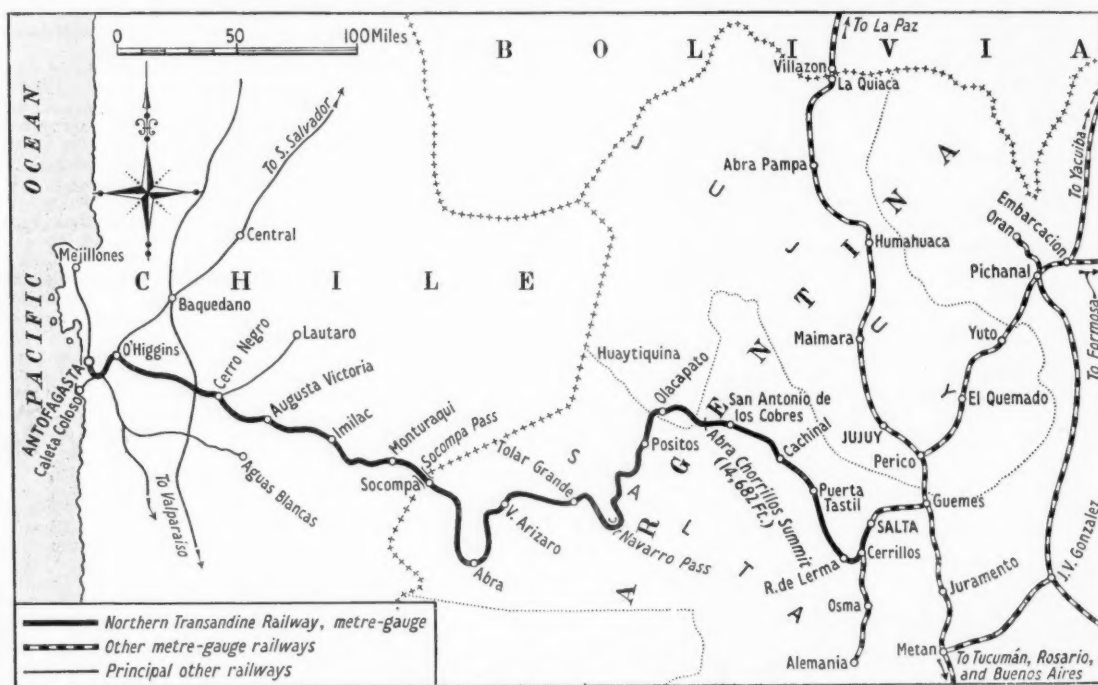 0 50 100 Miles
To La Paz
BOLIVIA
Villazon
La Quiaca
PACIFIC OCEAN
To S. Salvador
Abra Pampa
To Yacuiba
Embarcacion
Oran
Central
Humahuaca
Mejillones
Pichanal
CHILE
Baquedano
JUJUY
ARGENTINA
SALTA
O'Higgins
Cerro Negro
Lautaro
Maimara
Yuto
To Formosa
Huaytiquina
Olacapato
ANTOFAGASTA
Caleta Coloso
Augusta Victoria
San Antonio de
los Cobres
El Quemado
Imilac
Monturaqui
Socompa Pass
Positos
Cachinal
JUJUY
Perico
Aguas Blancas
Socompa
Tolar Grande
Abra Chorrillos Summit
(14,682 Ft.)
Puerta
Tastil
Guemes
To Valparaiso
V. Arizaro
Navarro Pass
SALTA
Cerrillos
R. de Lerma
Abra
Juramento
J.V. Gonzalez
Osma
Alemania
Metan
To Tucumán, Rosario,
and Buenos Aires
Northern Transandine Railway, metre-gauge
Other metre-gauge railways
Principal other railways